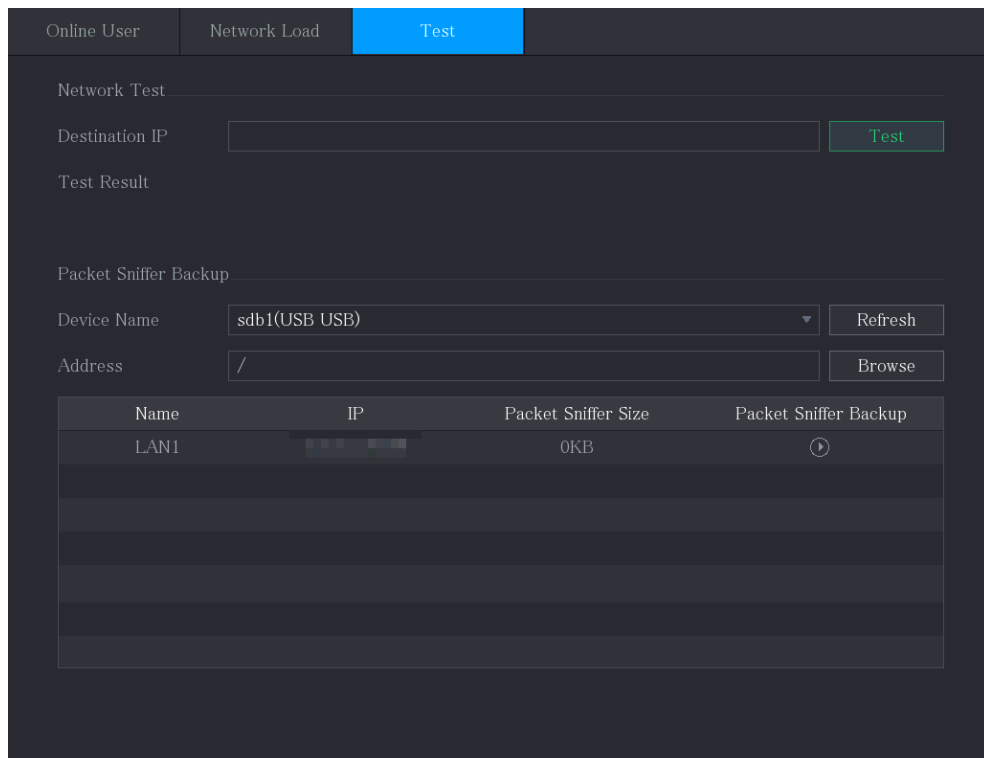 Online User Network Load Test
Network Test
Destination IP Test
Test Result
Packet Sniffer Backup
Device Name sdb1(USB USB) Refresh
Address / Browse
Name IP Packet Sniffer Size Packet Sniffer Backup
LAN1 0KB